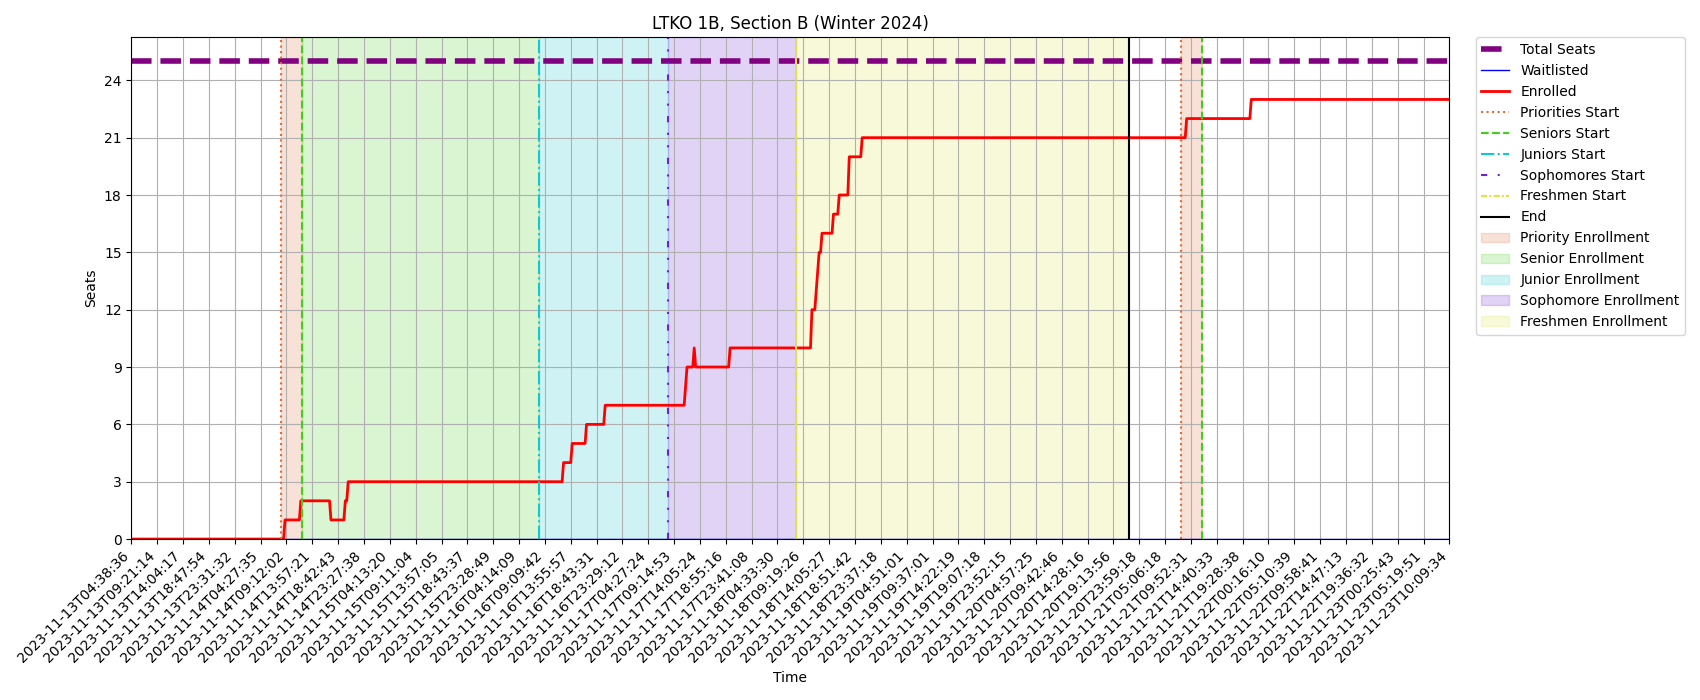 LTKO 1B, Section B (Winter 2024)
Total Seats
Waitlisted
Enrolled
Priorities Start
Seniors Start
Juniors Start
Sophomores Start
Freshmen Start
End
Priority Enrollment
Senior Enrollment
Junior Enrollment
Sophomore Enrollment
Freshmen Enrollment
Seats
24
21
18
15
12
9
6
3
0
2023-11-13T04:38:36
2023-11-13T09:21:14
2023-11-13T14:04:17
2023-11-13T18:47:54
2023-11-13T23:31:32
2023-11-14T04:27:35
2023-11-14T09:12:02
2023-11-14T13:57:21
2023-11-14T18:42:43
2023-11-14T23:27:38
2023-11-15T04:13:20
2023-11-15T09:11:04
2023-11-15T13:57:05
2023-11-15T18:43:37
2023-11-15T23:28:49
2023-11-16T04:14:09
2023-11-16T09:09:42
2023-11-16T13:55:57
2023-11-16T18:43:31
2023-11-16T23:29:12
2023-11-17T04:27:24
2023-11-17T09:14:53
2023-11-17T14:05:24
2023-11-17T18:55:16
2023-11-17T23:41:08
2023-11-18T04:33:30
2023-11-18T09:19:26
2023-11-18T14:05:27
2023-11-18T18:51:42
2023-11-18T23:37:18
2023-11-19T04:51:01
2023-11-19T09:37:01
2023-11-19T14:22:19
2023-11-19T19:07:18
2023-11-19T23:52:15
2023-11-20T04:57:25
2023-11-20T09:42:46
2023-11-20T14:28:16
2023-11-20T19:13:56
2023-11-20T23:59:18
2023-11-21T05:06:18
2023-11-21T09:52:31
2023-11-21T14:40:33
2023-11-21T19:28:38
2023-11-22T00:16:10
2023-11-22T05:10:39
2023-11-22T09:58:41
2023-11-22T14:47:13
2023-11-22T19:36:32
2023-11-23T00:25:43
2023-11-23T05:19:51
2023-11-23T10:09:34
Time